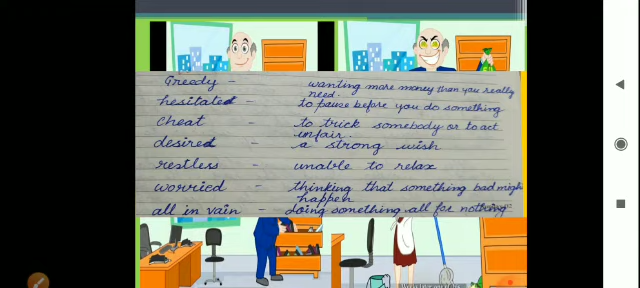 Greedy - wanting more money than you really
need.
hesitated - to pause before you do something
cheat - to trick somebody or to act
unfair.
desired - a strong wish
restless - unable to relax
worried - thinking that something bad might
happen
all in vain - doing something all for nothing